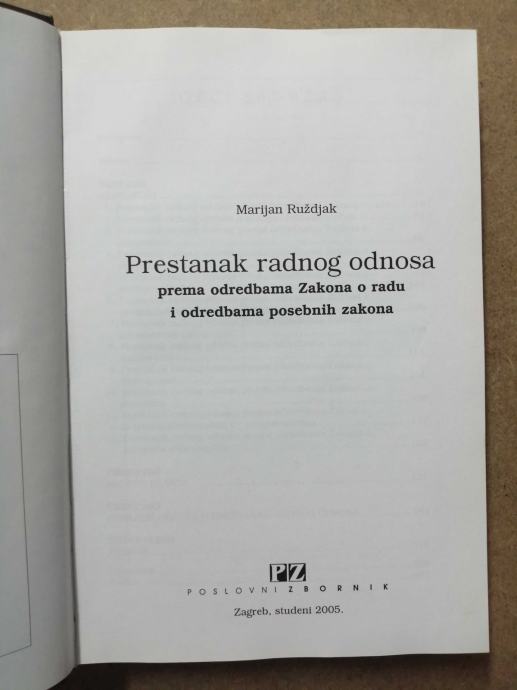 Marijan Ruždjak
Prestanak radnog odnosa
prema odredbama Zakona o radu
i odredbama posebnih zakona
PZ
POSLOVNI ZBORNIK
Zagreb, studeni 2005.